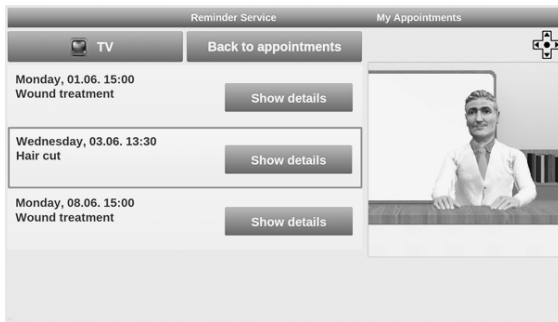 Reminder Service
My Appointments
TV
Back to appointments
Monday, 01.06. 15:00
Wound treatment
Show details
Wednesday, 03.06. 13:30
Hair cut
Show details
Monday, 08.06. 15:00
Wound treatment
Show details